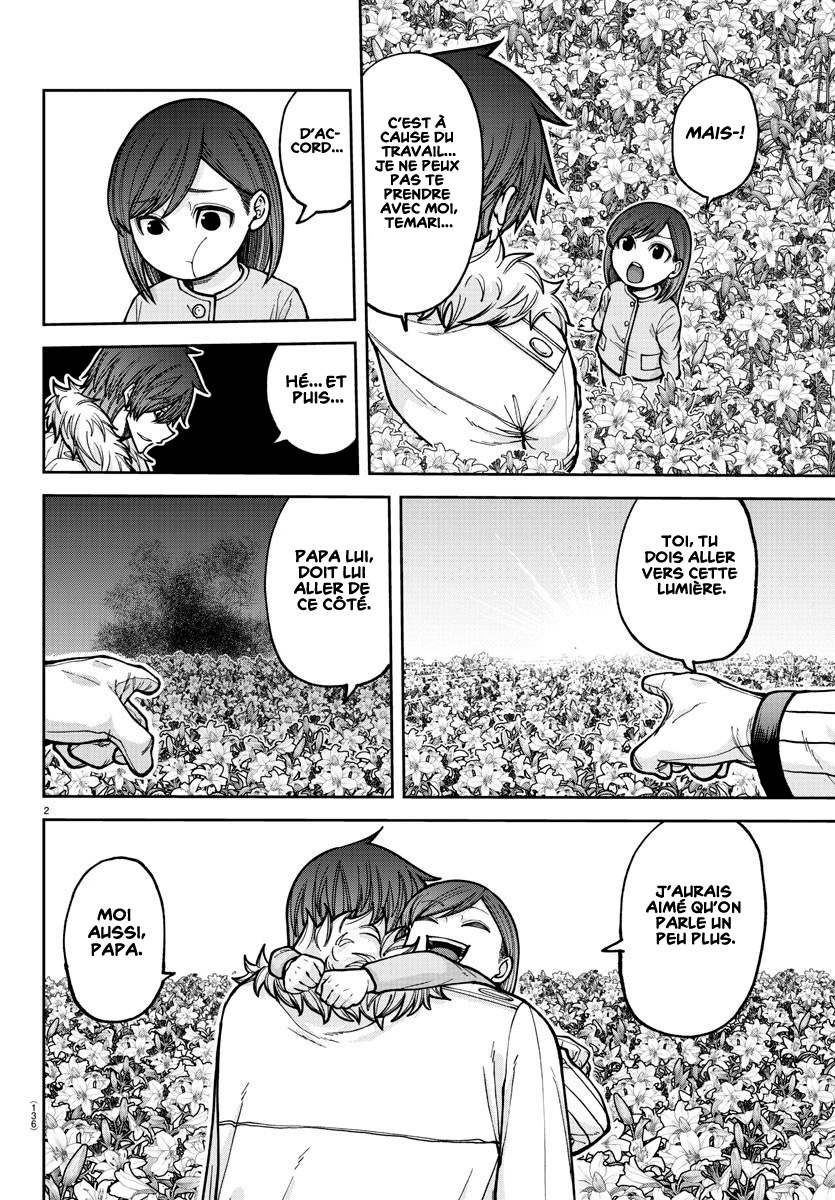 MAIS-!
C'EST À
CAUSE DU
TRAVAIL...
JE NE PEUX
PAS TE
PRENDRE
AVEC MOI,
TEMARI...
D'AC-
CORD...
HÉ... ET
PUIS...
TOI, TU
DOIS ALLER
VERS CETTE
LUMIÈRE.
PAPA LUI,
DOIT LUI
ALLER DE
CE CÔTÉ.
2
J'AURAIS
AIMÉ QU'ON
PARLE UN
PEU PLUS.
MOI
AUSSI,
PAPA.
(136)